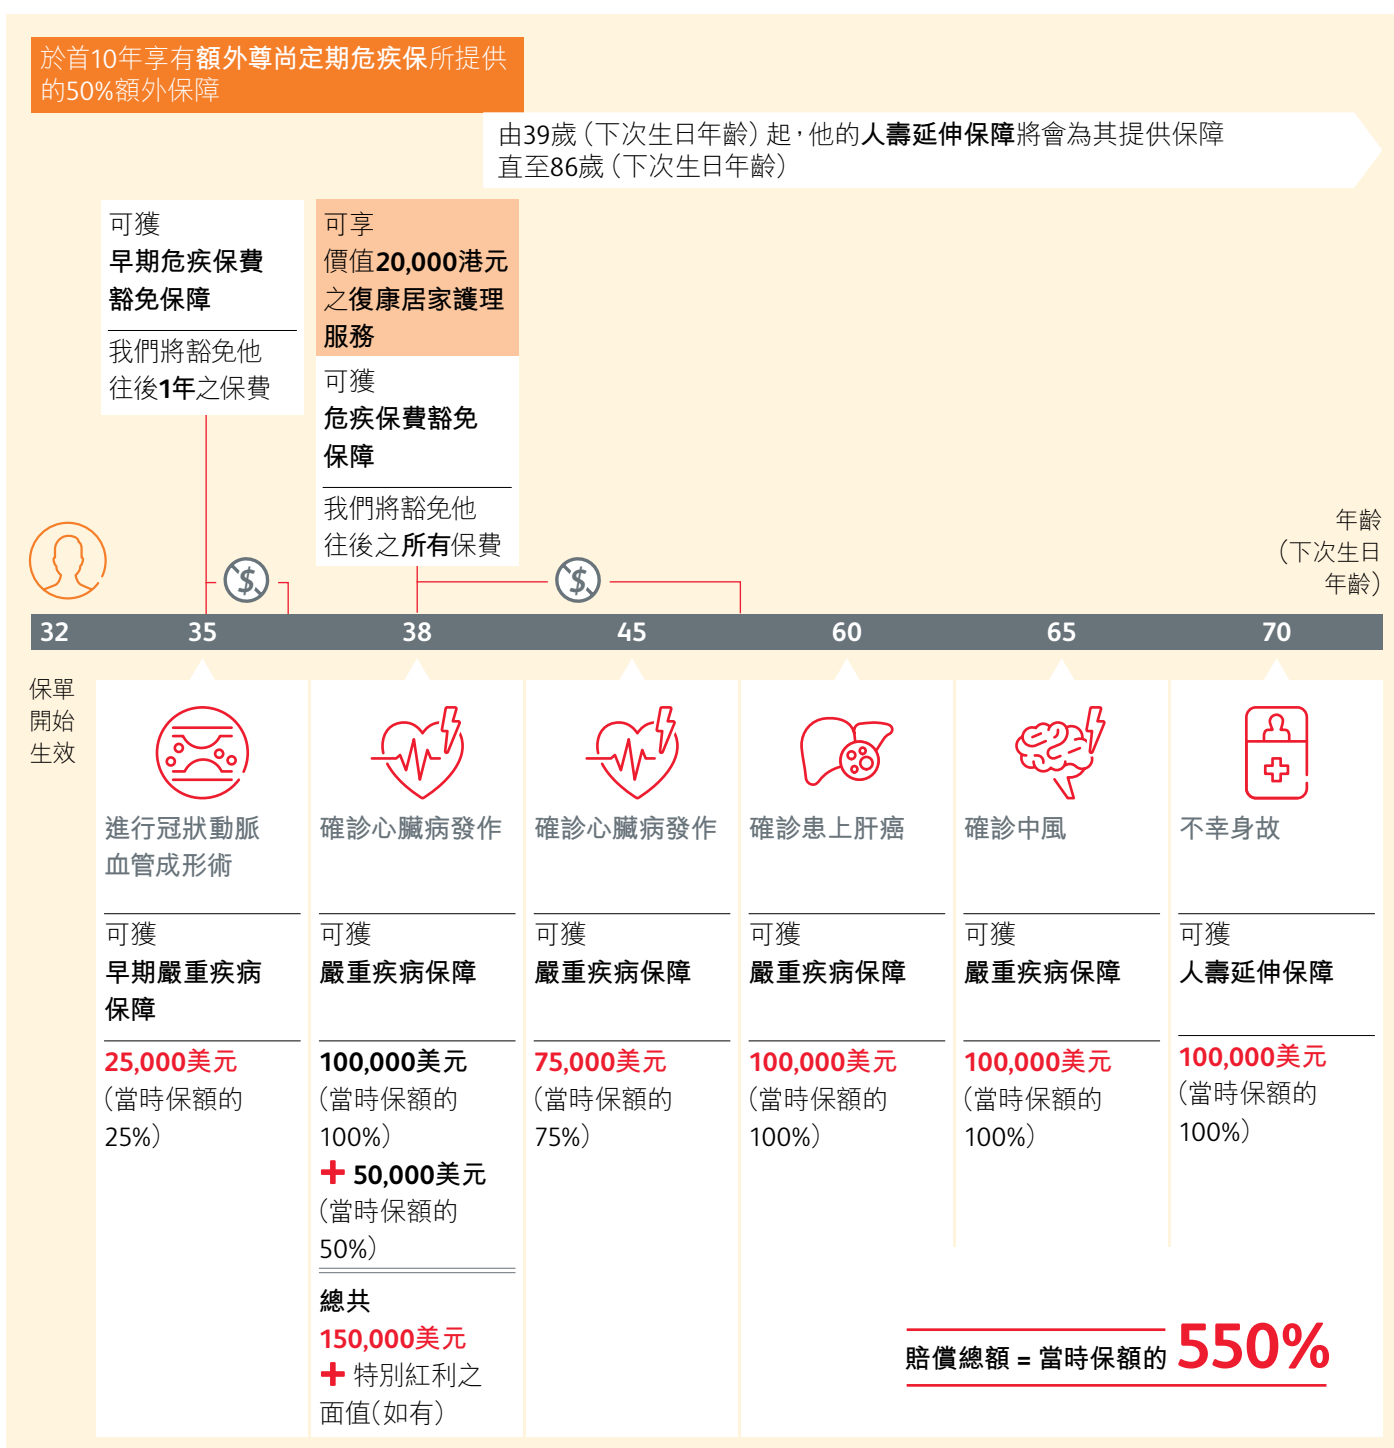 於首10年享有額外尊尚定期危疾保所提供
的50%額外保障
由39歲（下次生日年齡）起，他的人壽延伸保障將會為其提供保障
直至86歲（下次生日年齡）
可獲
早期危疾保費
豁免保障
我們將豁免他
往後1年之保費
可享
價值20,000港元
之復康居家護理
服務
可獲
危疾保費豁免
保障
我們將豁免他
往後之所有保費
年齡
（下次生日
年齡）
$
$
32 35 38 45 60 65 70
保單
開始
生效
進行冠狀動脈
血管成形術
可獲
早期嚴重疾病
保障
25,000美元
（當時保額的
25%）
確診心臟病發作
可獲
嚴重疾病保障
100,000美元
（當時保額的
100%）
+ 50,000美元
（當時保額的
50%）
總共
150,000美元
+ 特別紅利之
面值（如有）
確診心臟病發作
可獲
嚴重疾病保障
75,000美元
（當時保額的
75%）
確診患上肝癌
可獲
嚴重疾病保障
100,000美元
（當時保額的
100%）
確診中風
可獲
嚴重疾病保障
100,000美元
（當時保額的
100%）
不幸身故
可獲
人壽延伸保障
100,000美元
（當時保額的
100%）
賠償總額 = 當時保額的 550%